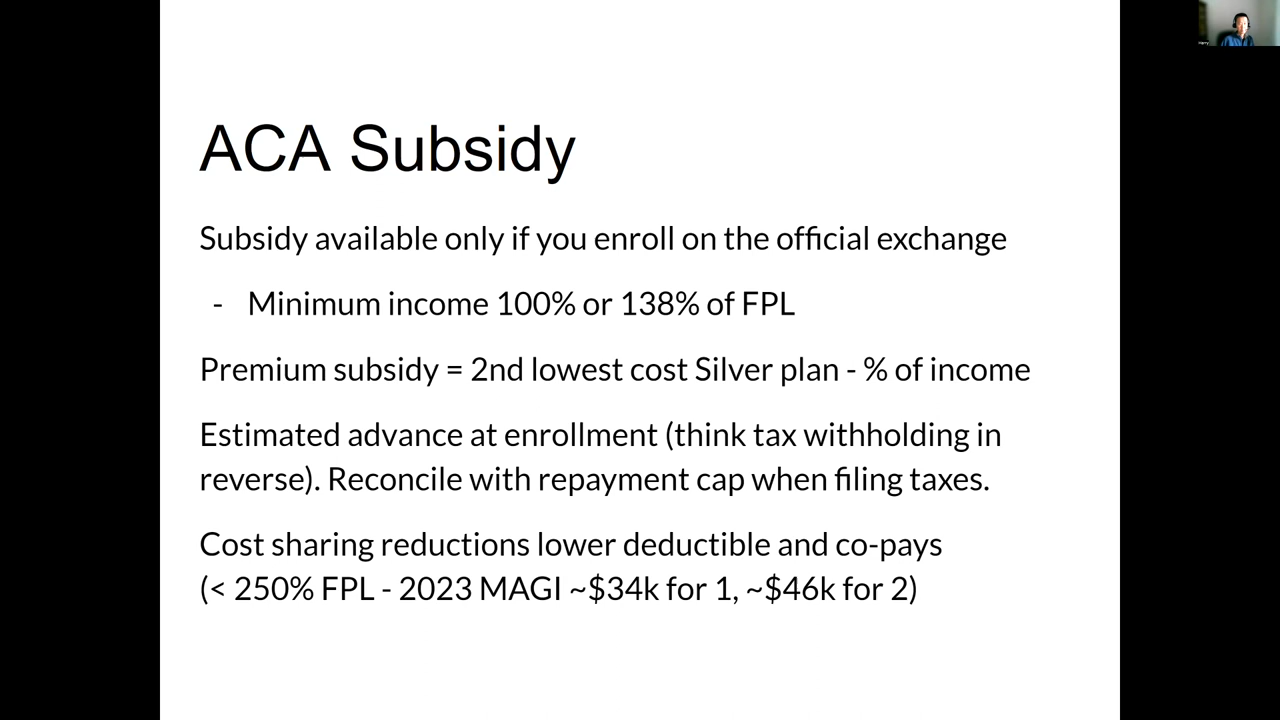 ACA Subsidy
Subsidy available only if you enroll on the official exchange
- Minimum income 100% or 138% of FPL
Premium subsidy = 2nd lowest cost Silver plan - % of income
Estimated advance at enrollment (think tax withholding in
reverse). Reconcile with repayment cap when filing taxes.
Cost sharing reductions lower deductible and co-pays
(< 250% FPL - 2023 MAGI ~$34k for 1, ~$46k for 2)